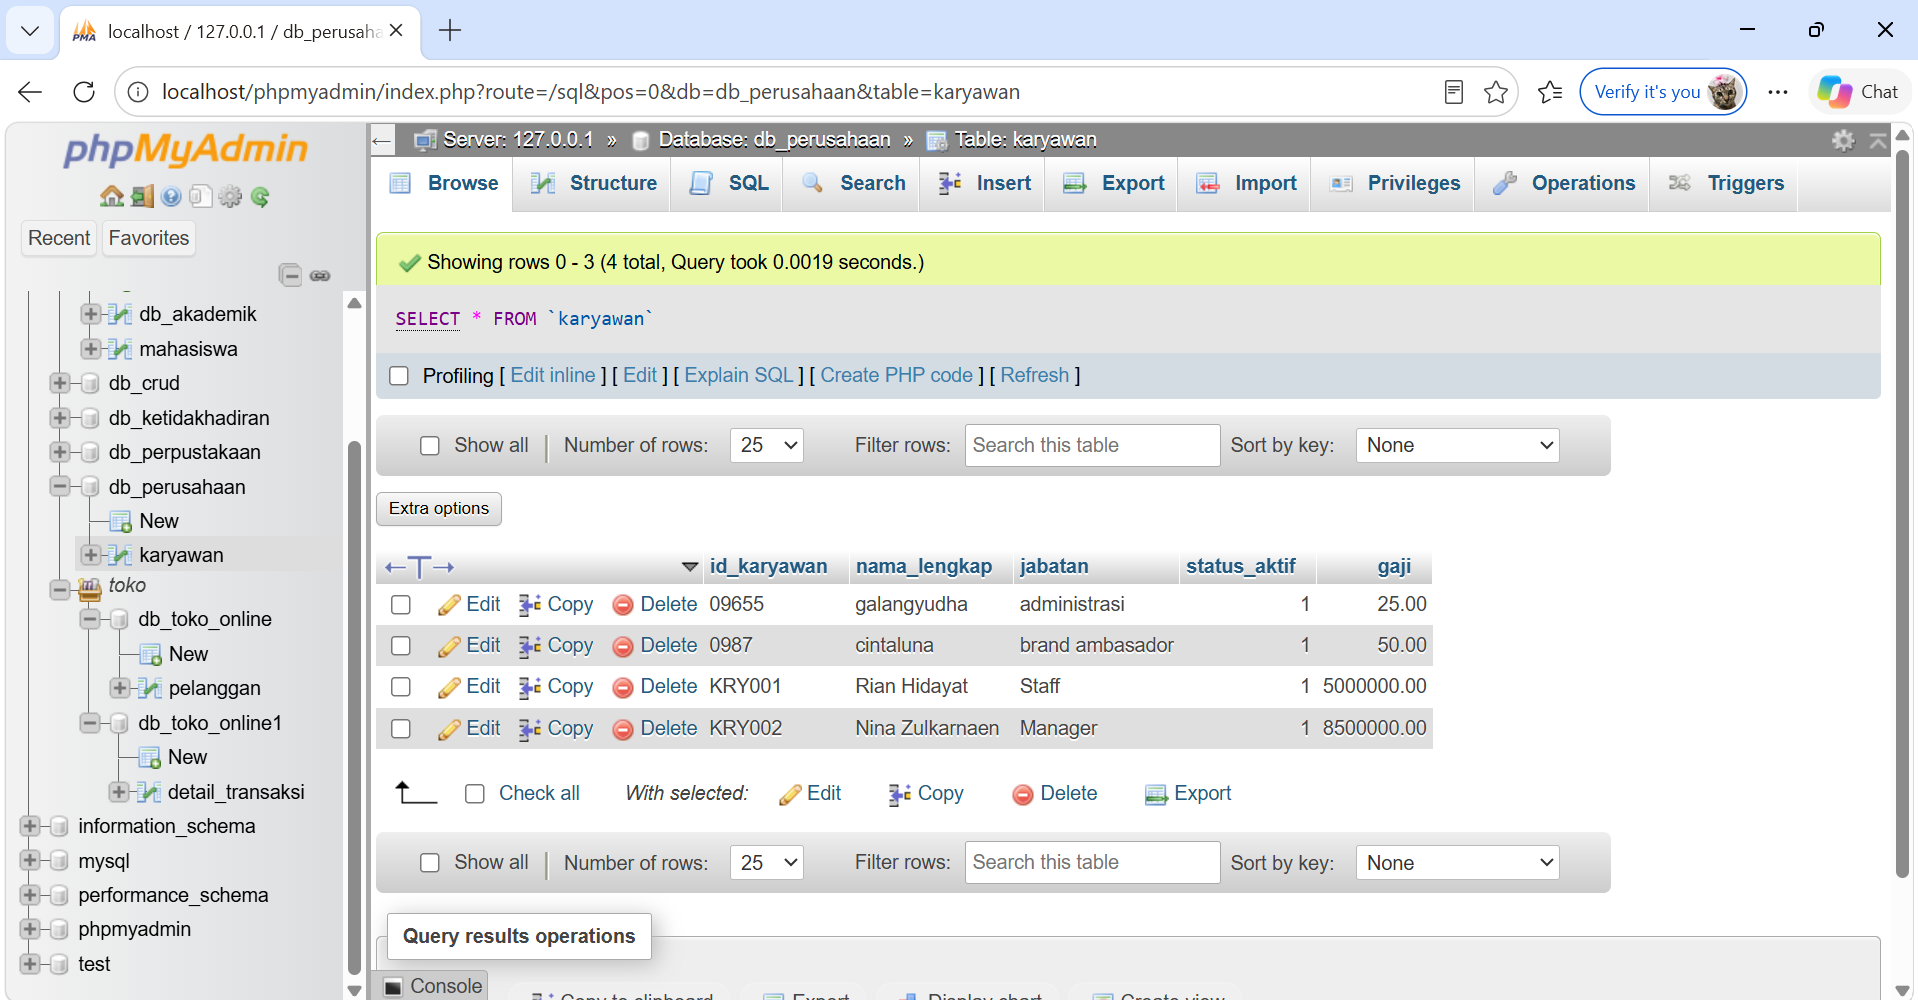 localhost / 127.0.0.1 / db_perusaha
localhost/phpmyadmin/index.php?route=/sql&pos=0&db=db_perusahaan&table=karyawan
Verify it's you
Chat
phpMyAdmin
Recent
Favorites
db_akademik
mahasiswa
db_crud
db_ketidakhadiran
db_perpustakaan
db_perusahaan
New
karyawan
toko
db_toko_online
New
pelanggan
db_toko_online1
New
detail_transaksi
information_schema
mysql
performance_schema
phpmyadmin
test
Server: 127.0.0.1 » Database: db_perusahaan » Table: karyawan
Browse Structure SQL Search Insert Export Import Privileges Operations Triggers
Showing rows 0 - 3 (4 total, Query took 0.0019 seconds.)
SELECT * FROM `karyawan`
Profiling [ Edit inline ] [ Edit ] [ Explain SQL ] [ Create PHP code ] [ Refresh ]
Show all | Number of rows: 25 Filter rows: Search this table Sort by key: None
Extra options
id_karyawan nama_lengkap jabatan status_aktif gaji
Edit Copy Delete 09655 galangyudha administrasi 1 25.00
Edit Copy Delete 0987 cintaluna brand ambasador 1 50.00
Edit Copy Delete KRY001 Rian Hidayat Staff 1 5000000.00
Edit Copy Delete KRY002 Nina Zulkarnaen Manager 1 8500000.00
Check all With selected: Edit Copy Delete Export
Show all | Number of rows: 25 Filter rows: Search this table Sort by key: None
Query results operations
Console
Copy to clipboard Export Display chart Create view